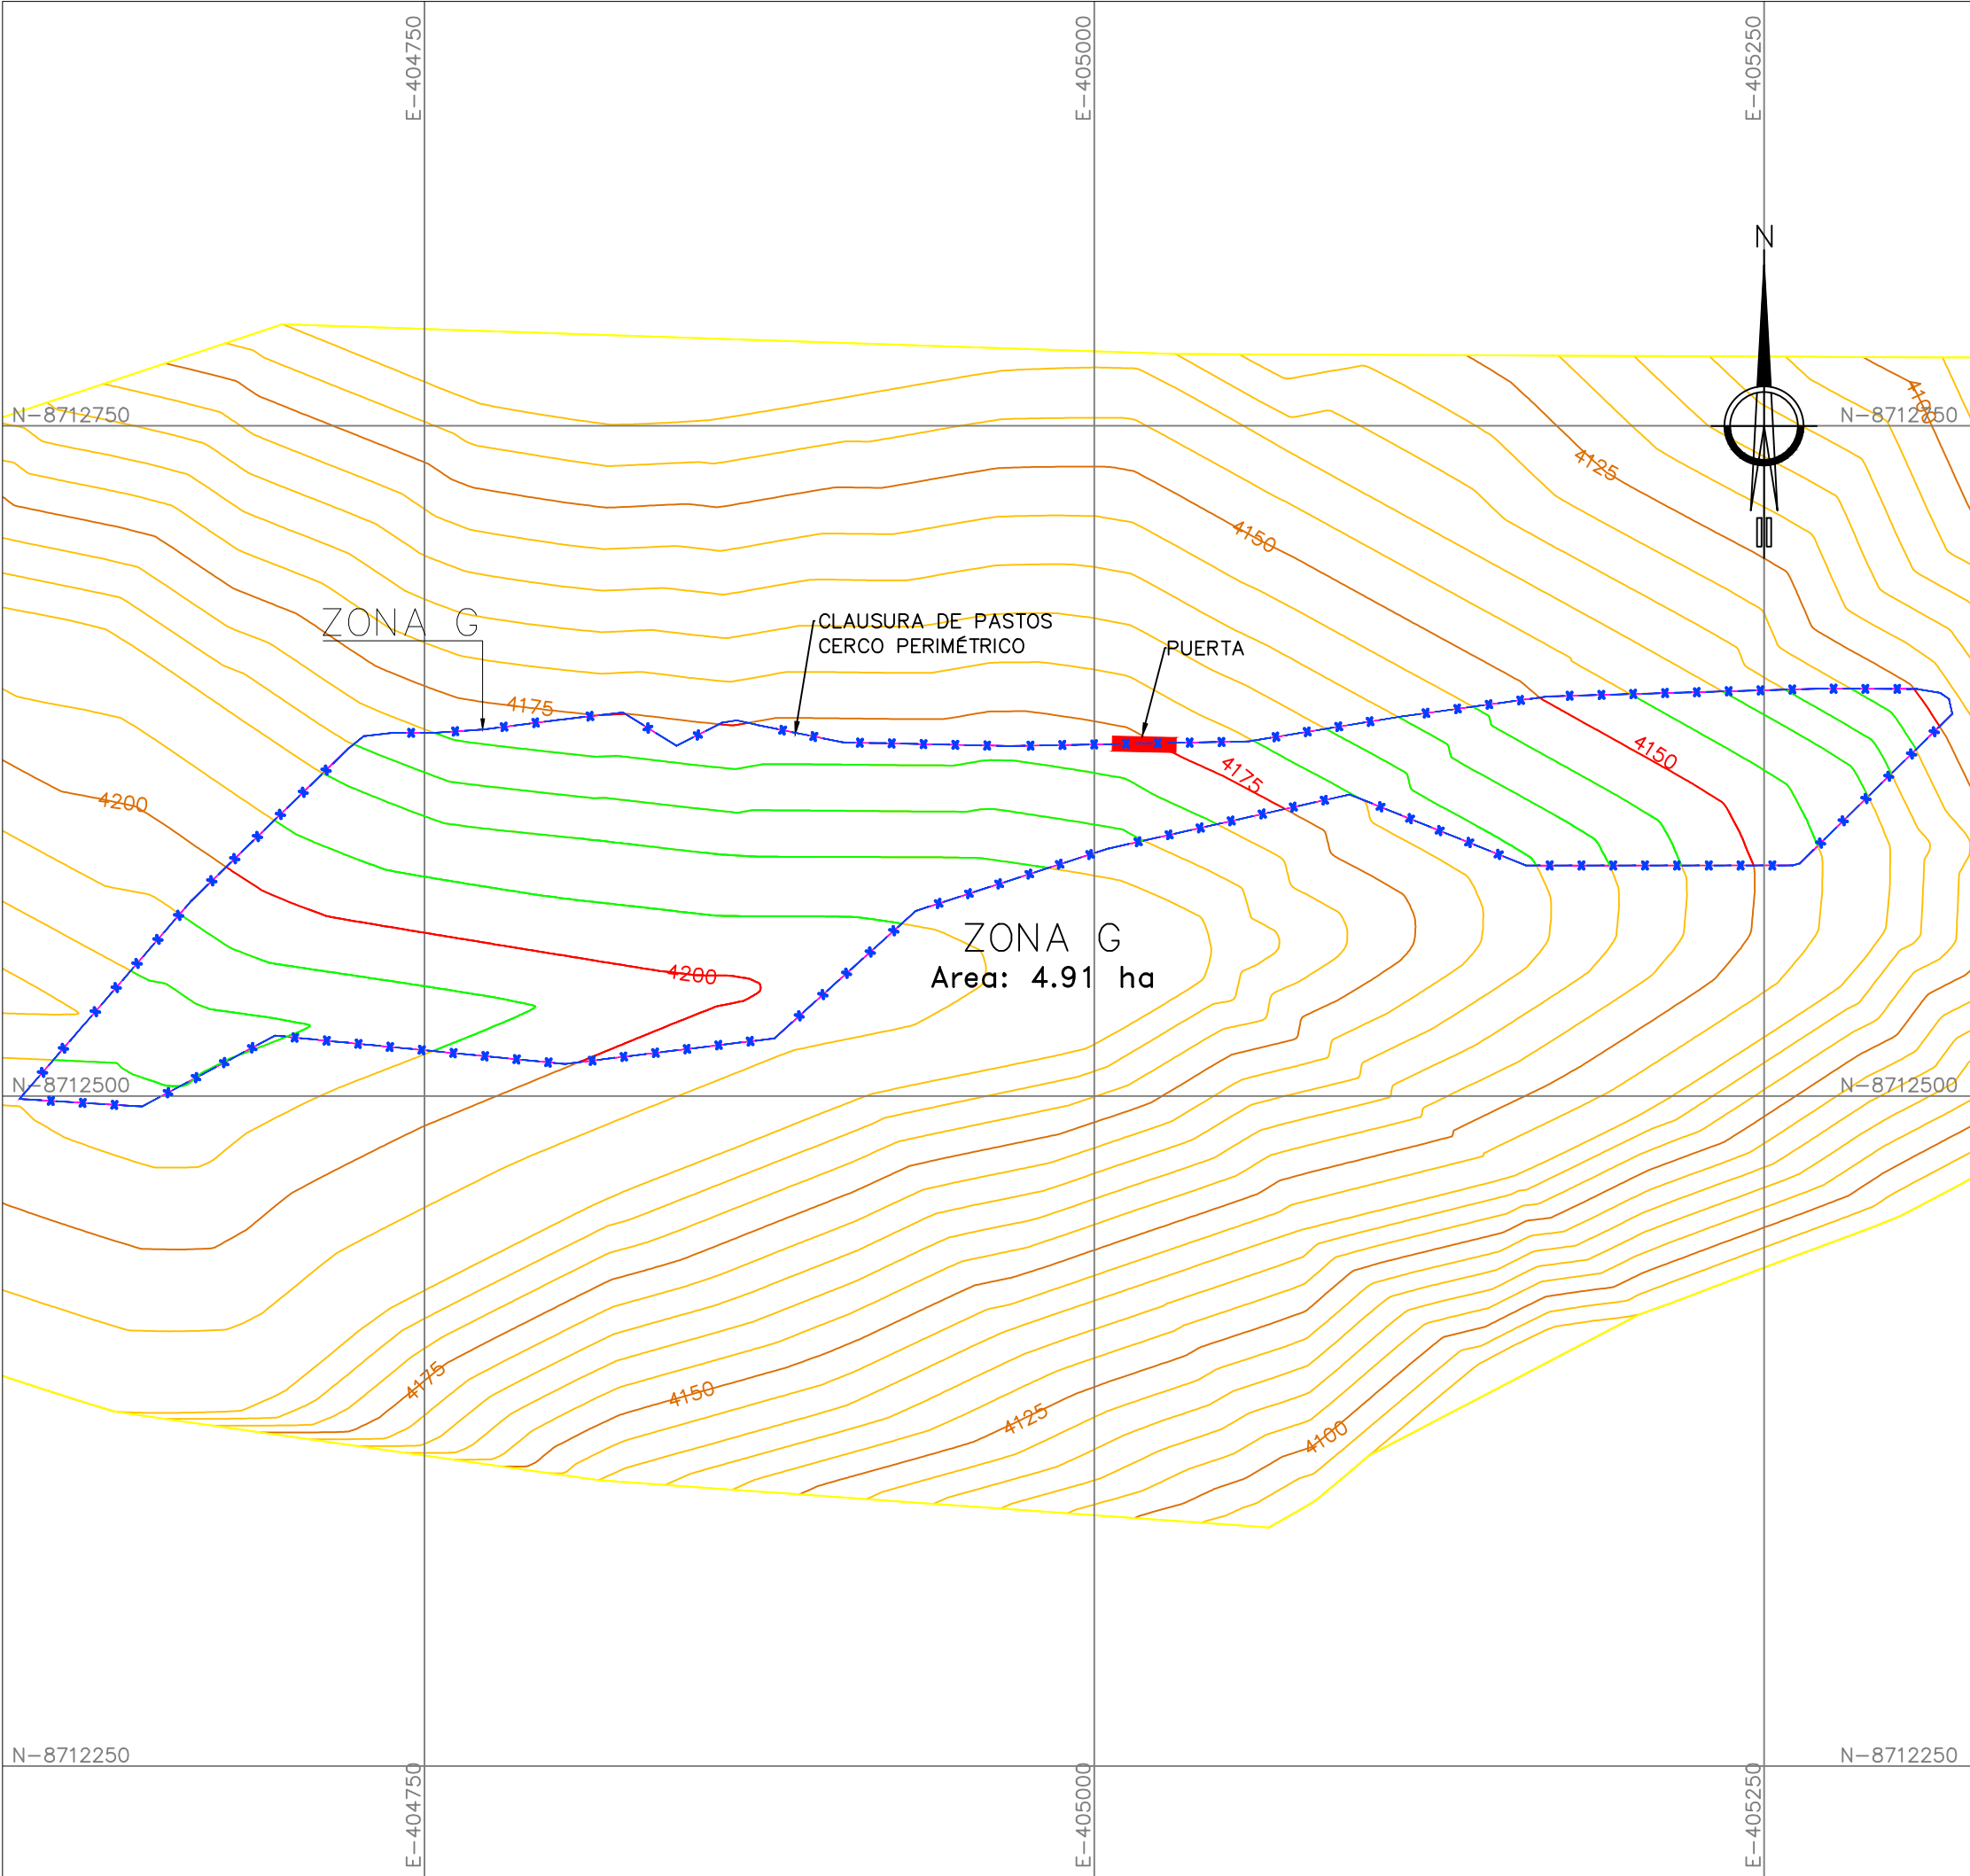 E-404750
E-405000
E-405250
N
N-8712750
N-8712750
4100
4125
4150
ZONA G
CLAUSURA DE PASTOS
CERCO PERIMÉTRICO
PUERTA
4175
4150
4175
4200
4200
ZONA G
Area: 4.91 ha
N-8712500
N-8712500
4175
4150
4125
4100
N-8712250
N-8712250
E-404750
E-405000
E-405250